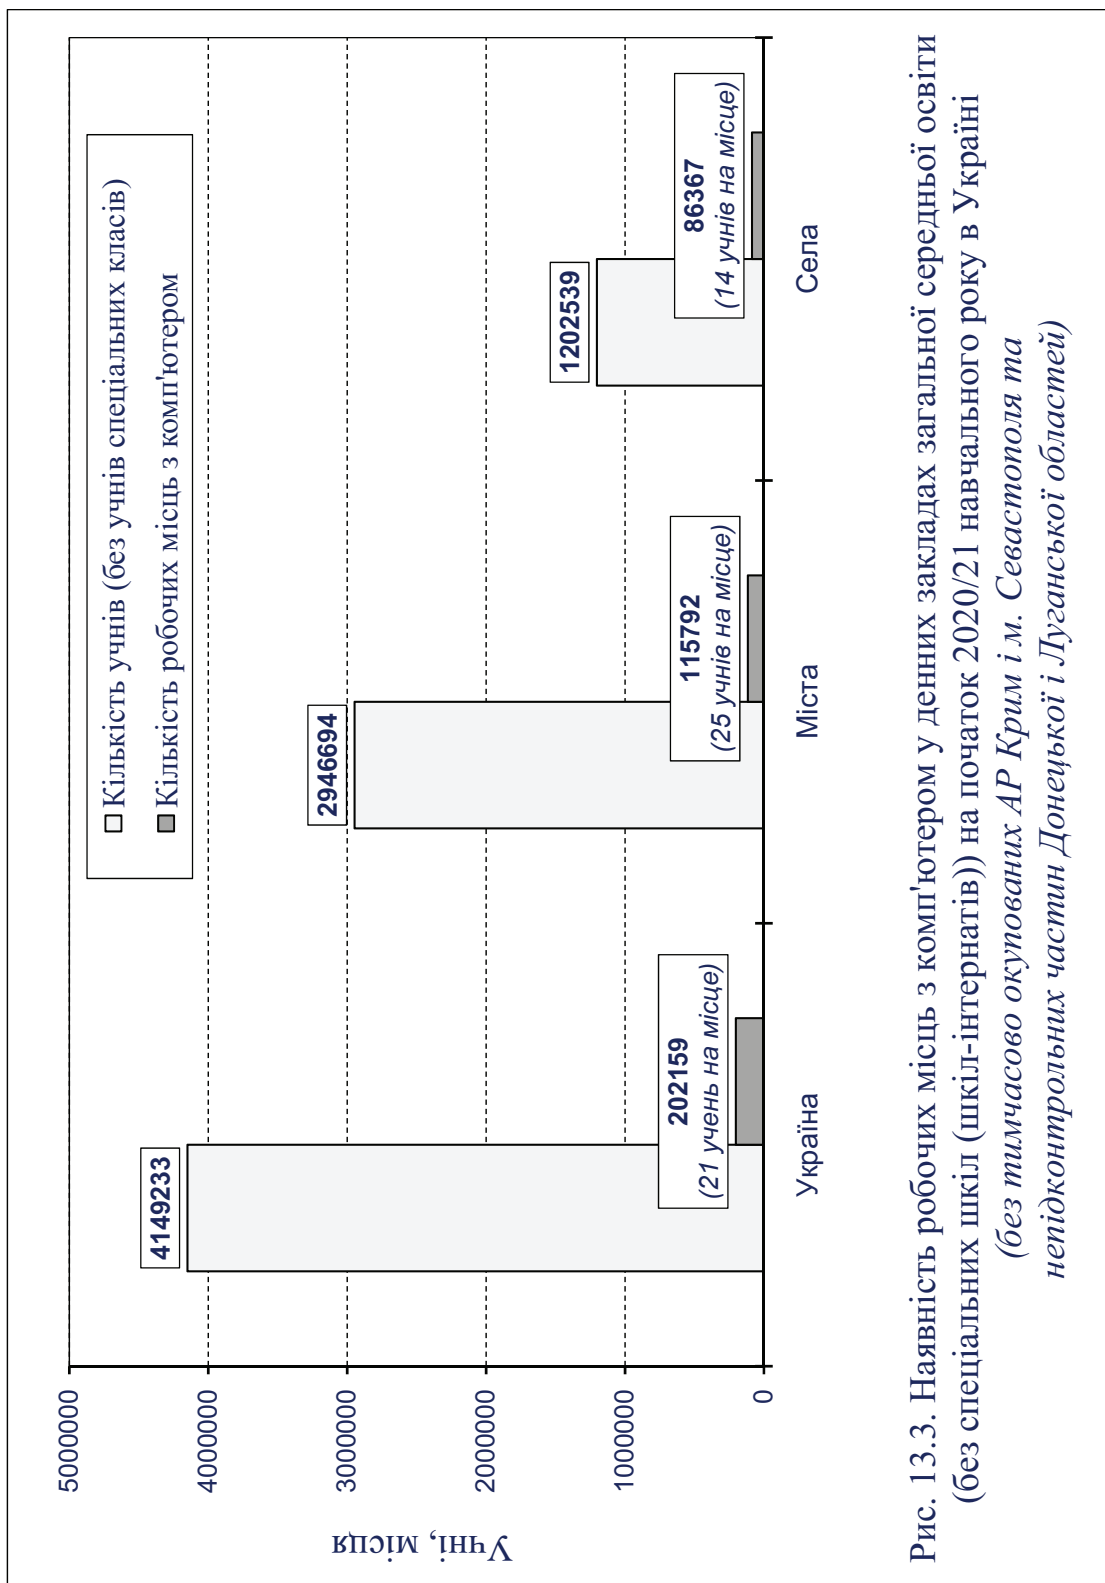 Кількість учнів (без учнів спеціальних класів)
Кількість робочих місць з комп'ютером
Учні, місця
5000000
4000000
3000000
2000000
1000000
0
4149233
202159
(21 учень на місце)
2946694
115792
(25 учнів на місце)
1202539
86367
(14 учнів на місце)
Україна
Міста
Села
Рис. 13.3. Наявність робочих місць з комп'ютером у денних закладах загальної середньої освіти
(без спеціальних шкіл (шкіл-інтернатів)) на початок 2020/21 навчального року в Україні
(без тимчасово окупованих АР Крим і м. Севастополя та
непідконтрольних частин Донецької і Луганської областей)